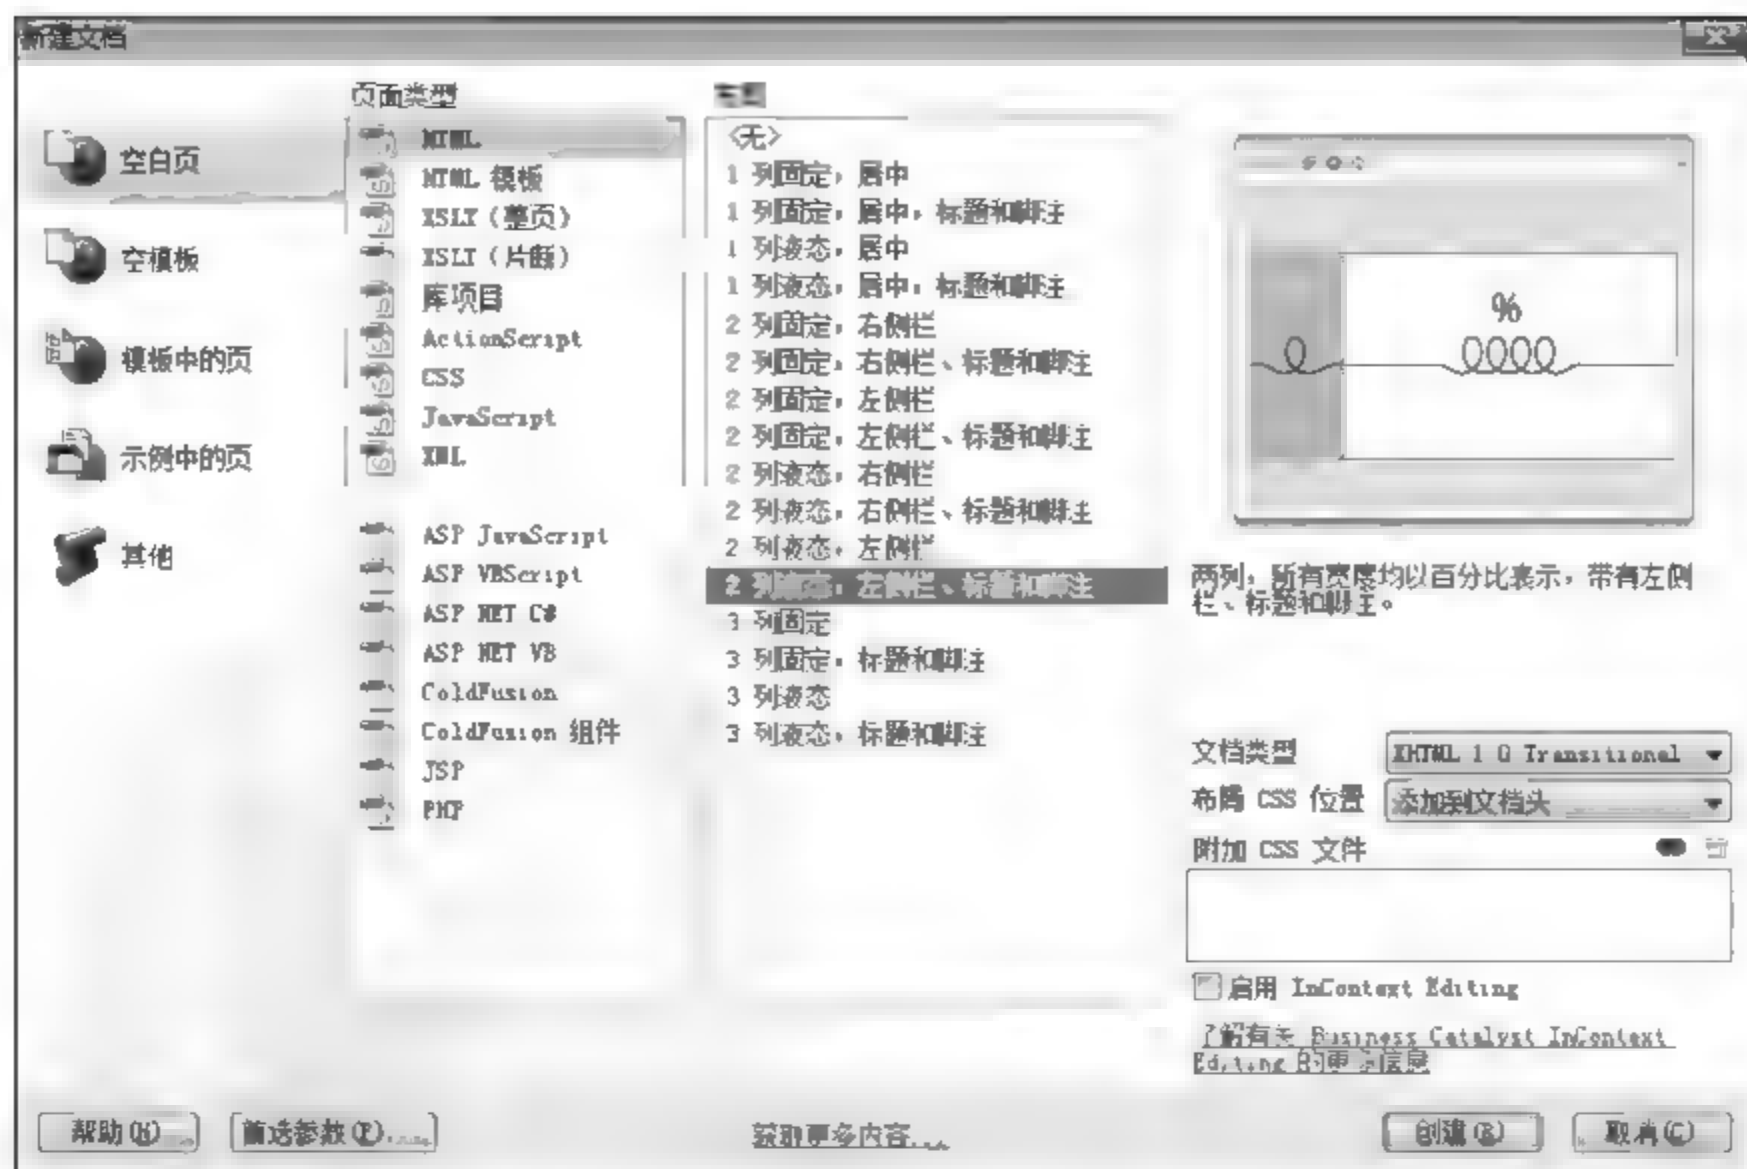 新建文档
空白页
空模板
模板中的页
示例中的页
其他
页面类型
HTML
HTML 模板
XSLT（整页）
XSLT（片断）
库项目
ActionScript
CSS
JavaScript
XML
ASP JavaScript
ASP VBScript
ASP NET C#
ASP NET VB
ColdFusion
ColdFusion 组件
JSP
PHP
<无>
1 列固定，居中
1 列固定，居中，标题和脚注
1 列液态，居中
1 列液态，居中，标题和脚注
2 列固定，右侧栏
2 列固定，右侧栏、标题和脚注
2 列固定，左侧栏
2 列固定，左侧栏、标题和脚注
2 列液态，右侧栏
2 列液态，右侧栏、标题和脚注
2 列液态，左侧栏
2 列液态，左侧栏、标题和脚注
3 列固定
3 列固定，标题和脚注
3 列液态
3 列液态，标题和脚注
%
两列，所有宽度均以百分比表示，带有左侧
栏、标题和脚注。
文档类型 XHTML 1 0 Transitional
布局 CSS 位置 添加到文档头
附加 CSS 文件
启用 InContext Editing
了解有关 Business Catalyst InContext
Editing 的更多信息
帮助(H) 首选参数(P)... 获取更多内容... 创建(R) 取消(C)